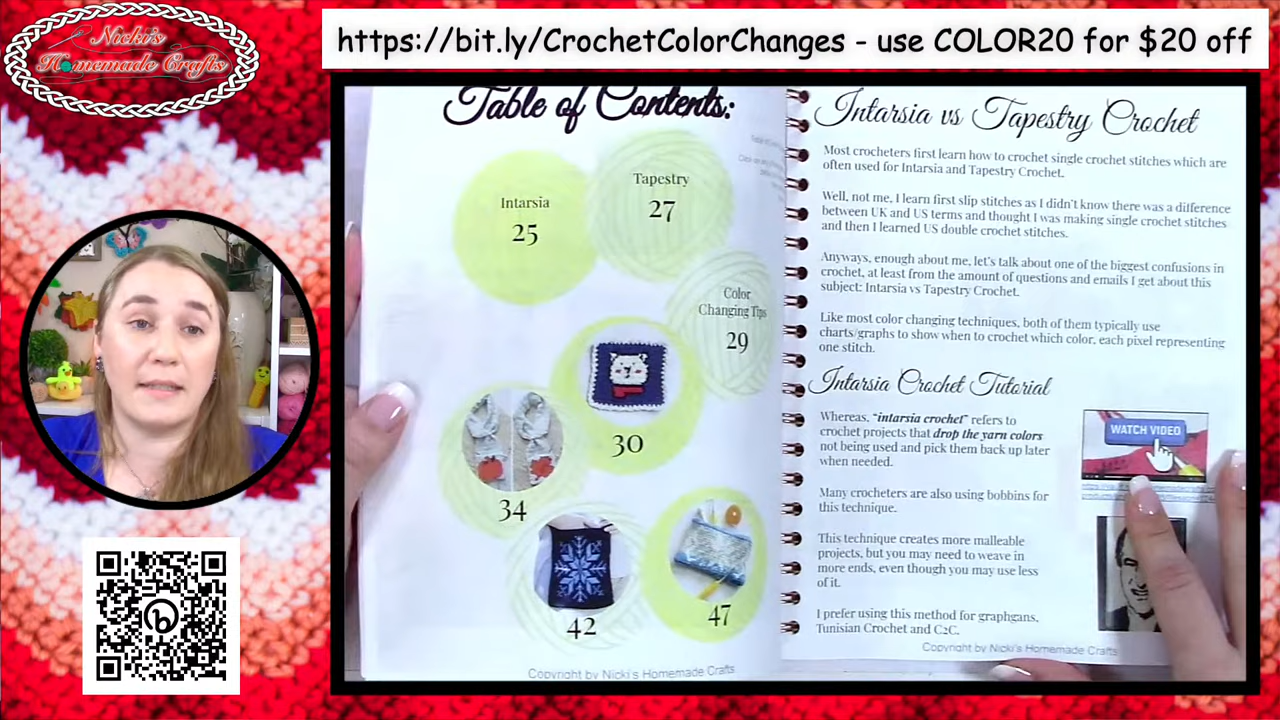 Nicki's
Homemade Crafts
https://bit.ly/CrochetColorChanges - use COLOR20 for $20 off
Table of Contents:
Intarsia
25
Tapestry
27
Color
Changing Tips
29
30
34
42
47
Copyright by Nicki's Homemade Crafts
Intarsia vs Tapestry Crochet
Most crocheters first learn how to crochet single crochet stitches which are
often used for Intarsia and Tapestry Crochet.
Well, not me, I learn first slip stitches as I didn't know there was a difference
between UK and US terms and thought I was making single crochet stitches
and then I learned US double crochet stitches.
Anyways, enough about me, let's talk about one of the biggest confusions in
crochet, at least from the amount of questions and emails I get about this
subject: Intarsia vs Tapestry Crochet.
Like most color changing techniques, both of them typically use
charts/graphs to show when to crochet which color, each pixel representing
one stitch.
Intarsia Crochet Tutorial
Whereas, "intarsia crochet" refers to
crochet projects that drop the yarn colors
not being used and pick them back up later
when needed.
WATCH VIDEO
Many crocheters are also using bobbins for
this technique.
This technique creates more malleable
projects, but you may need to weave in
more ends, even though you may use less
of it.
I prefer using this method for graphgans,
Tunisian Crochet and C2C.
Copyright by Nicki's Homemade Crafts